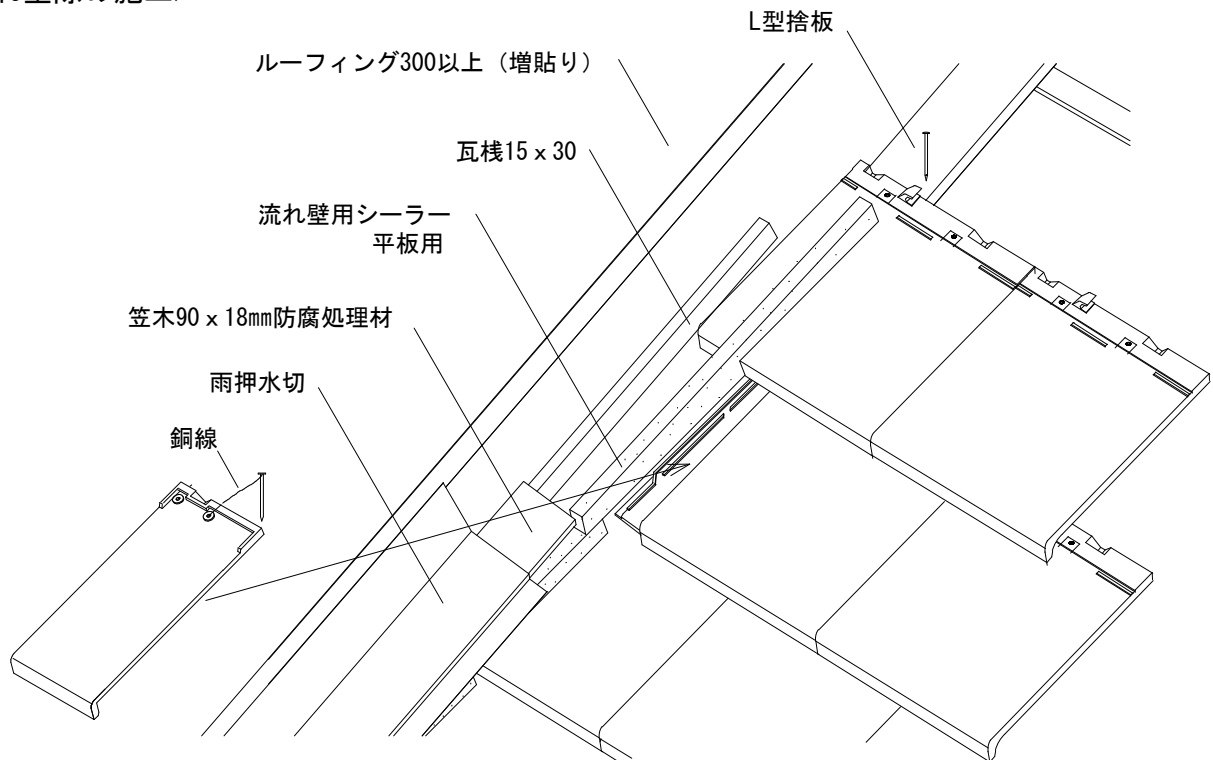 L型捨板
ルーフィング300以上（増貼り）
瓦桟15ｘ30
流れ壁用シーラー
平板用
笠木90ｘ18㎜防腐処理材
雨押水切
銅線